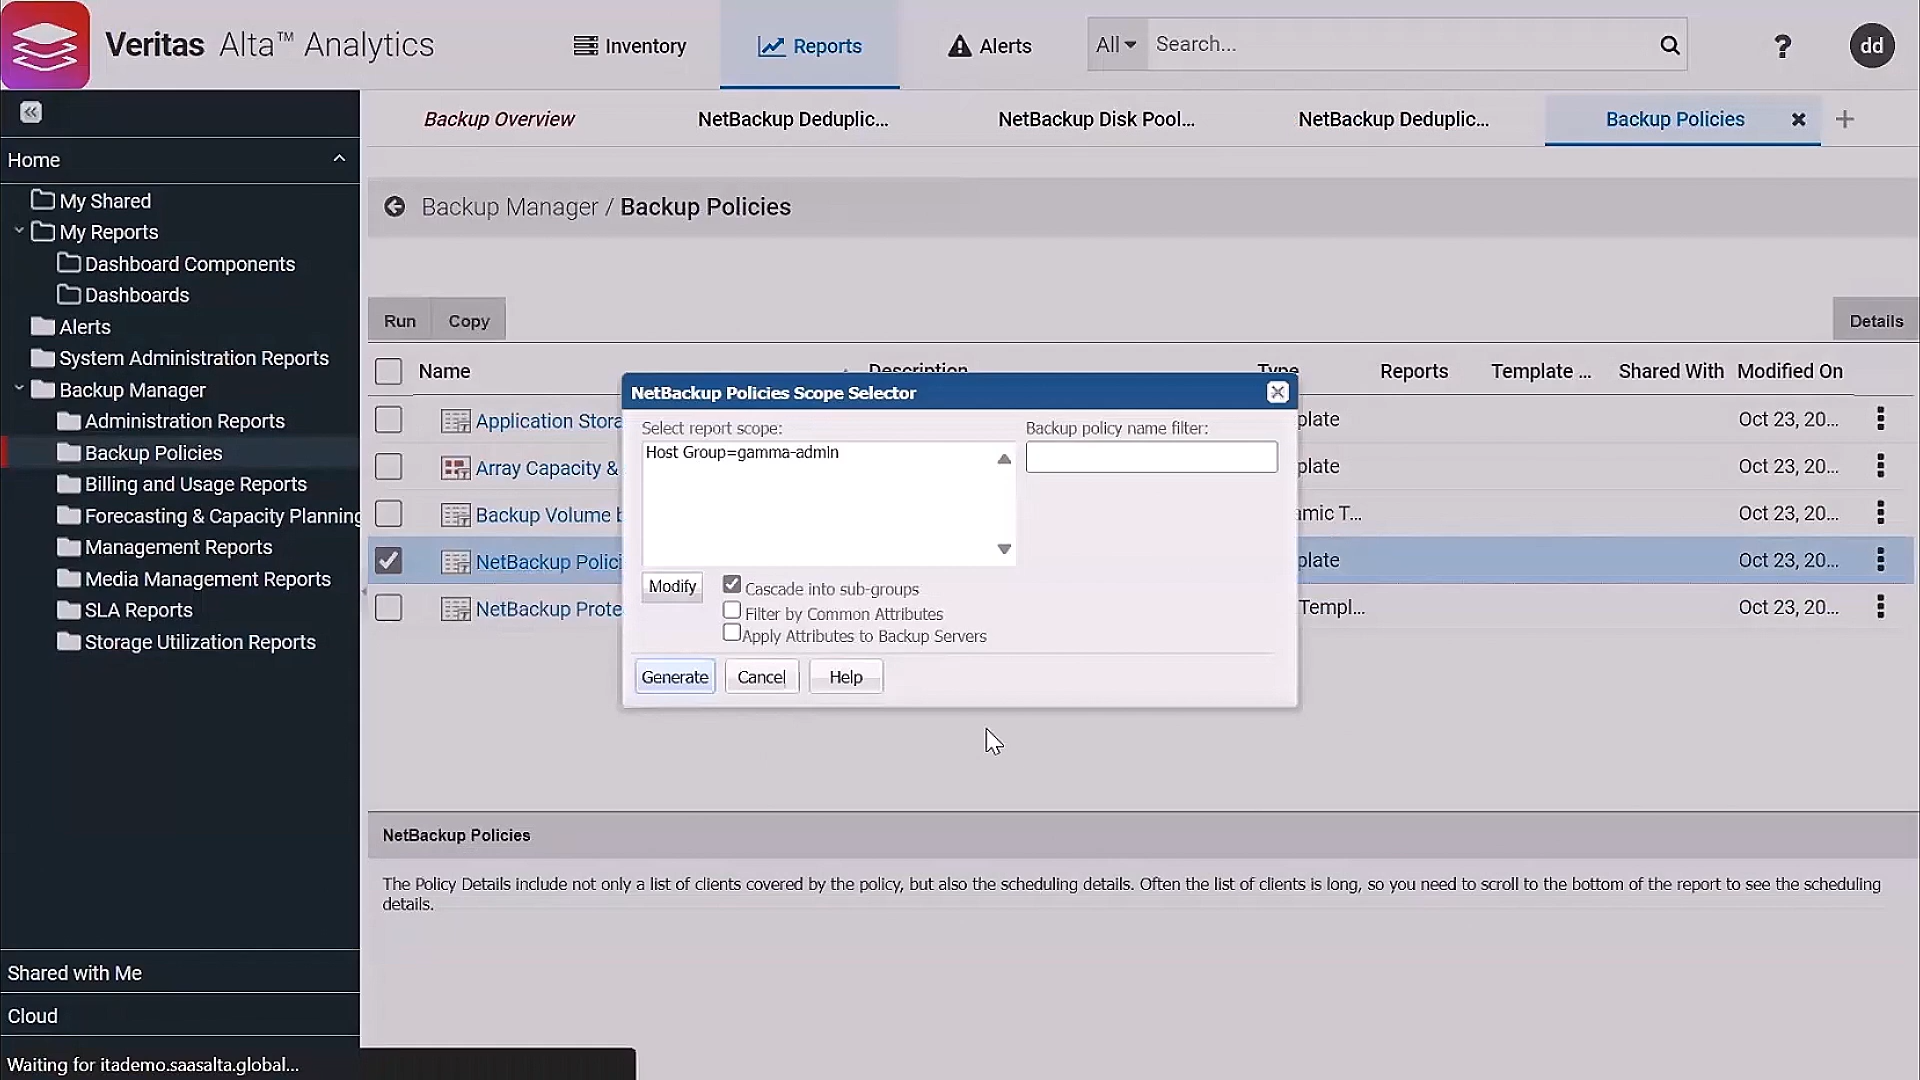 Veritas Alta™ Analytics
Inventory
Reports
Alerts
All
Search...
?
dd
Backup Overview
NetBackup Deduplic...
NetBackup Disk Pool...
NetBackup Deduplic...
Backup Policies
Home
My Shared
My Reports
Dashboard Components
Dashboards
Alerts
System Administration Reports
Backup Manager
Administration Reports
Backup Policies
Billing and Usage Reports
Forecasting & Capacity Planning
Management Reports
Media Management Reports
SLA Reports
Storage Utilization Reports
Shared with Me
Cloud
Waiting for itademo.saasalta.global...
Backup Manager / Backup Policies
Run
Copy
Details
Name
Description
Type
Reports
Template ...
Shared With
Modified On
Application Stora
plate
Oct 23, 20...
Array Capacity &
plate
Oct 23, 20...
Backup Volume b
amic T...
Oct 23, 20...
NetBackup Polici
plate
Oct 23, 20...
NetBackup Prote
Templ...
Oct 23, 20...
NetBackup Policies Scope Selector
Select report scope:
Backup policy name filter:
Host Group=gamma-admin
Modify
Cascade into sub-groups
Filter by Common Attributes
Apply Attributes to Backup Servers
Generate
Cancel
Help
NetBackup Policies
The Policy Details include not only a list of clients covered by the policy, but also the scheduling details. Often the list of clients is long, so you need to scroll to the bottom of the report to see the scheduling
details.